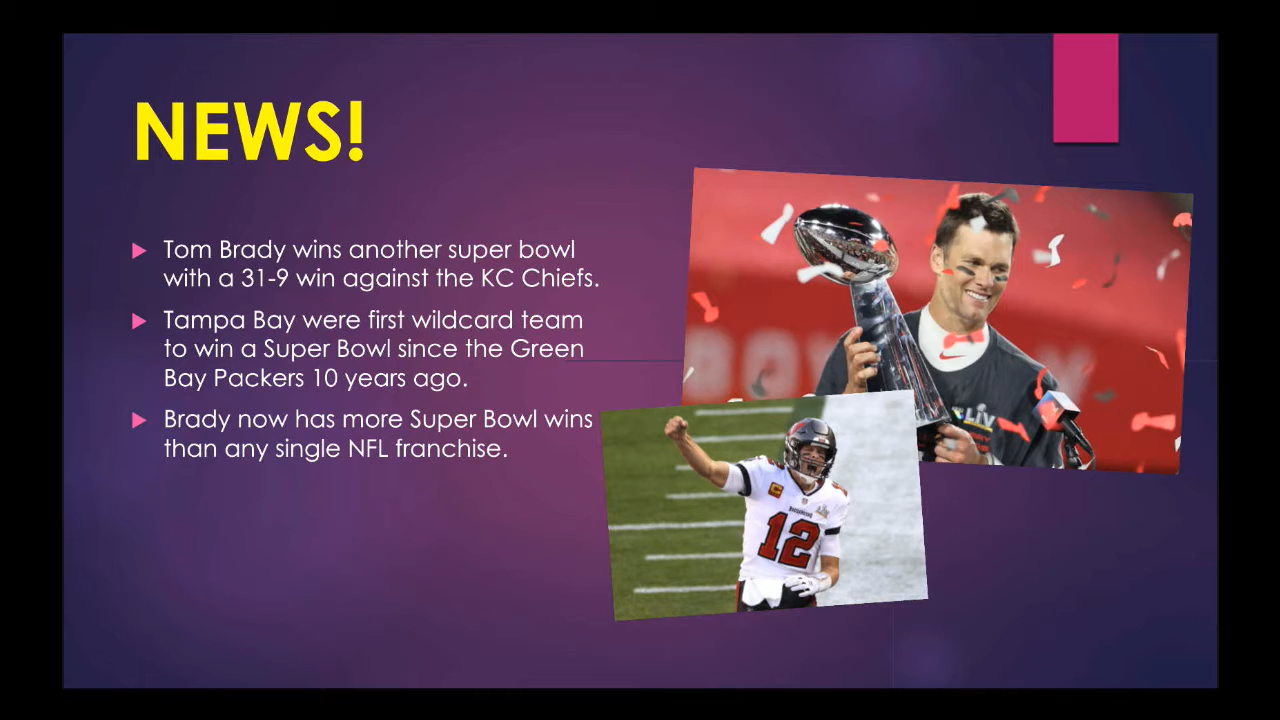 NEWS!
Tom Brady wins another super bowl
with a 31-9 win against the KC Chiefs.
Tampa Bay were first wildcard team
to win a Super Bowl since the Green
Bay Packers 10 years ago.
Brady now has more Super Bowl wins
than any single NFL franchise.
LIV
12